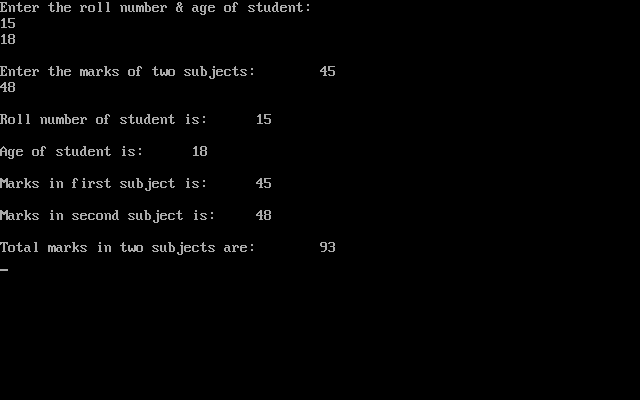 Enter the roll number & age of student:
15
18
Enter the marks of two subjects:        45
48
Roll number of student is:      15
Age of student is:      18
Marks in first subject is:      45
Marks in second subject is:     48
Total marks in two subjects are:        93